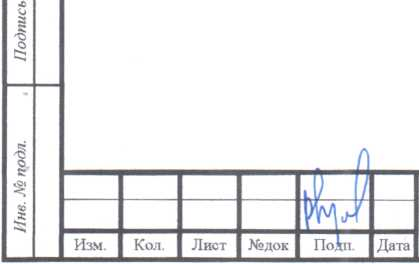 Подпись
Инв. № подл.
Изм. Кол. Лист №док Подп. Дата